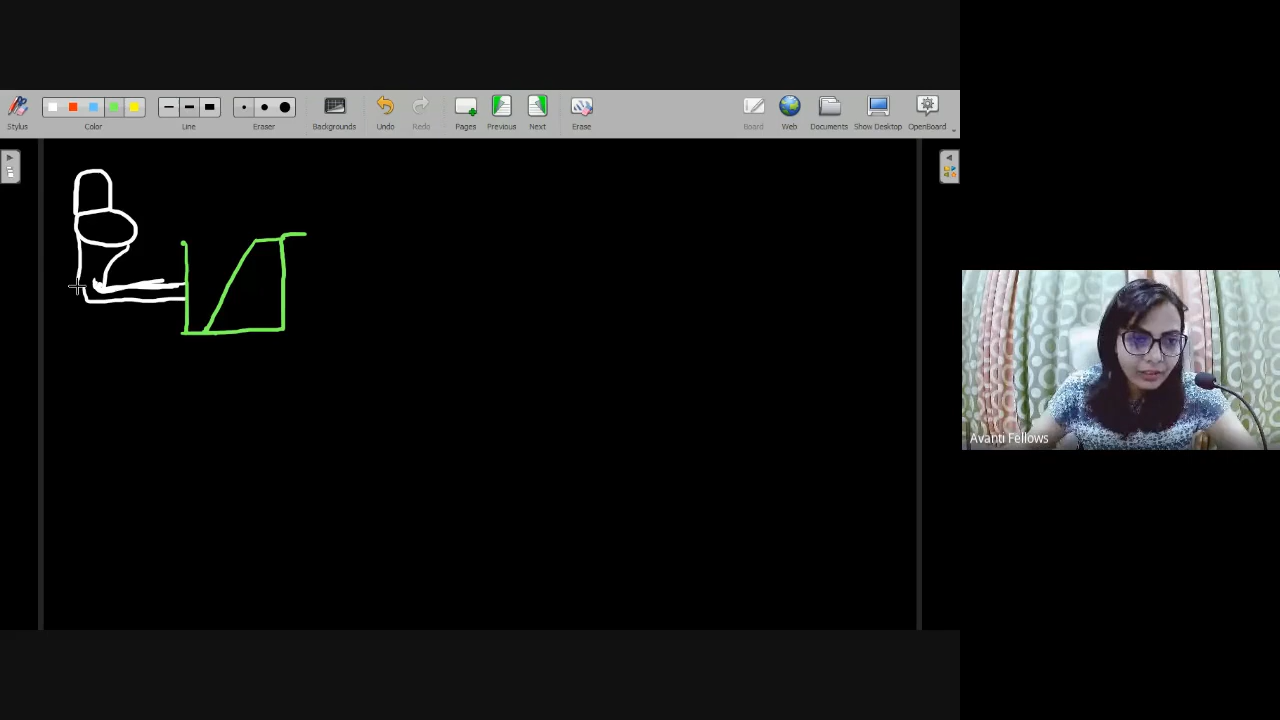 Stylus
Color
Line
Eraser
Backgrounds
Undo
Redo
Pages
Previous
Next
Erase
Board
Web
Documents
Show Desktop
OpenBoard
Avanti Fellows